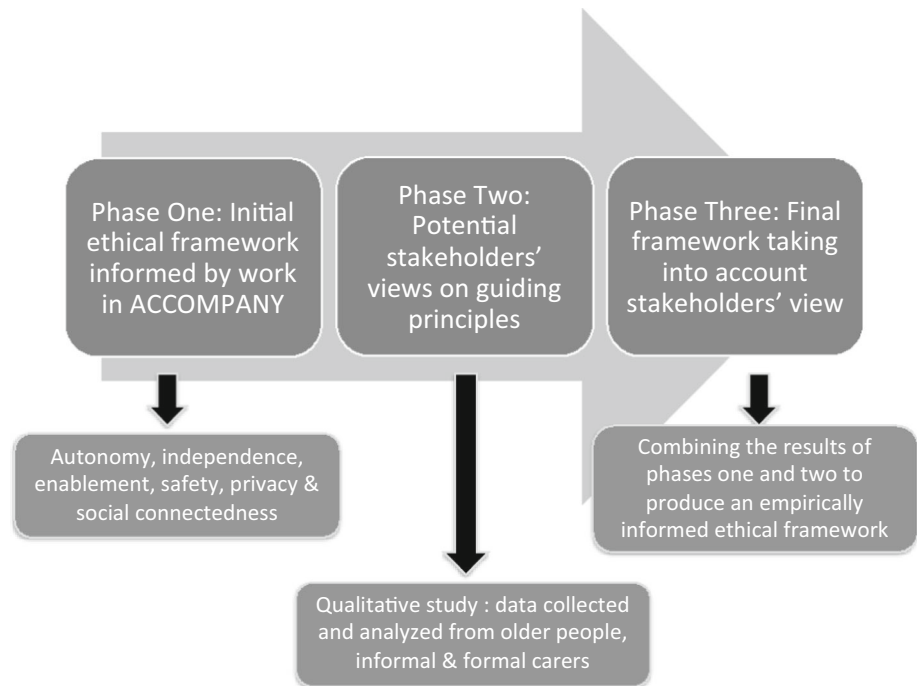 Phase One: Initial
ethical framework
informed by work
in ACCOMPANY
Phase Two:
Potential
stakeholders’
views on guiding
principles
Phase Three: Final
framework taking
into account
stakeholders’ view
Autonomy, independence,
enablement, safety, privacy &
social connectedness
Qualitative study : data collected
and analyzed from older people,
informal & formal carers
Combining the results of
phases one and two to
produce an empirically
informed ethical framework